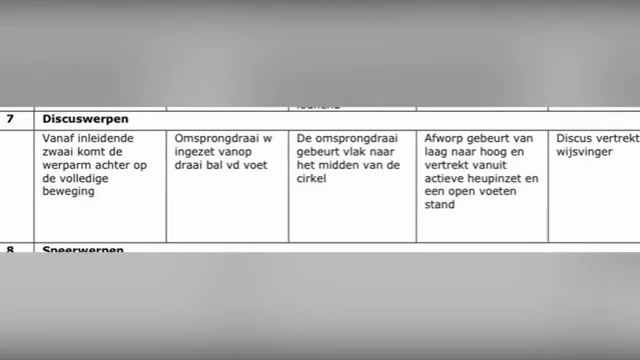 7 Discuswerpen
Vanaf inleidende
zwaai komt de
werparm achter op
de volledige
beweging
Omsprongdraai w
ingezet vanop
draai bal vd voet
De omsprongdraai
gebeurt vlak naar
het midden van de
cirkel
Afworp gebeurt van
laag naar hoog en
vertrekt vanuit
actieve heupinzet en
een open voeten
stand
Discus vertrekt
wijsvinger
8 Speerwerpen